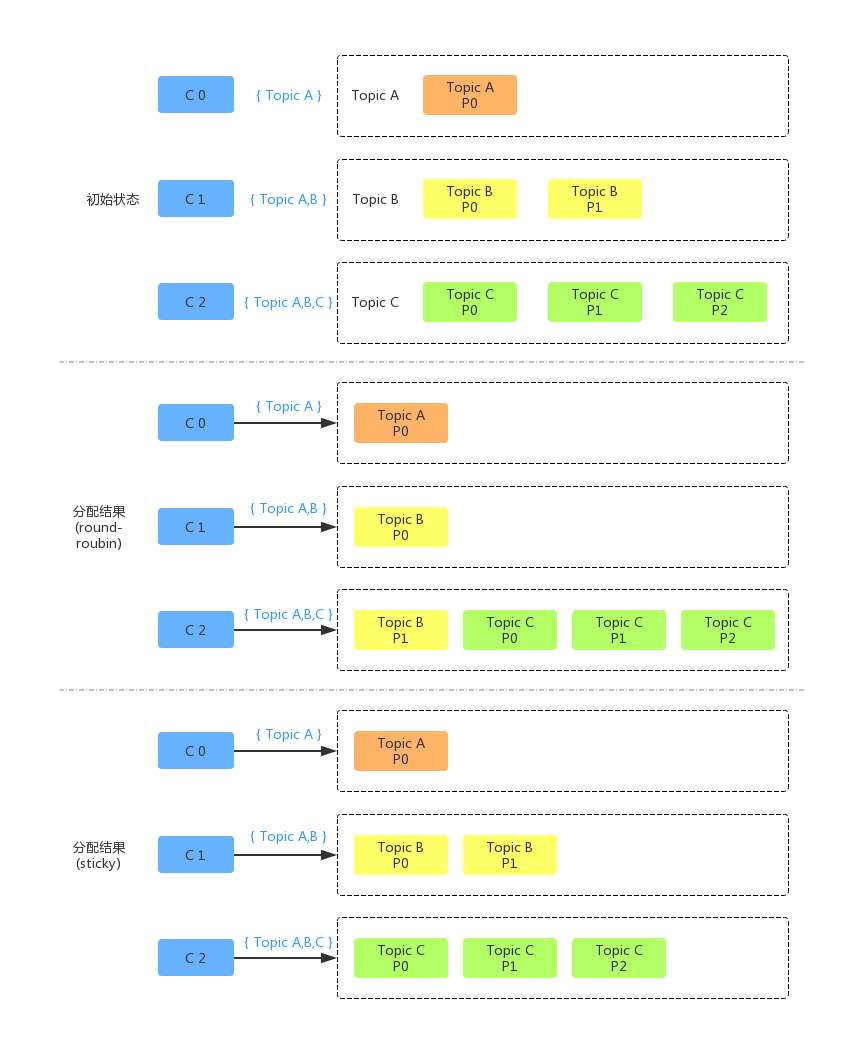 C 0
{ Topic A }
Topic A
Topic A
P0
初始状态
C 1
{ Topic A,B }
Topic B
Topic B
P0
Topic B
P1
C 2
{ Topic A,B,C }
Topic C
Topic C
P0
Topic C
P1
Topic C
P2
C 0
{ Topic A }
Topic A
P0
分配结果
(round-
roubin)
C 1
{ Topic A,B }
Topic B
P0
C 2
{ Topic A,B,C }
Topic B
P1
Topic C
P0
Topic C
P1
Topic C
P2
C 0
{ Topic A }
Topic A
P0
分配结果
(sticky)
C 1
{ Topic A,B }
Topic B
P0
Topic B
P1
C 2
{ Topic A,B,C }
Topic C
P0
Topic C
P1
Topic C
P2